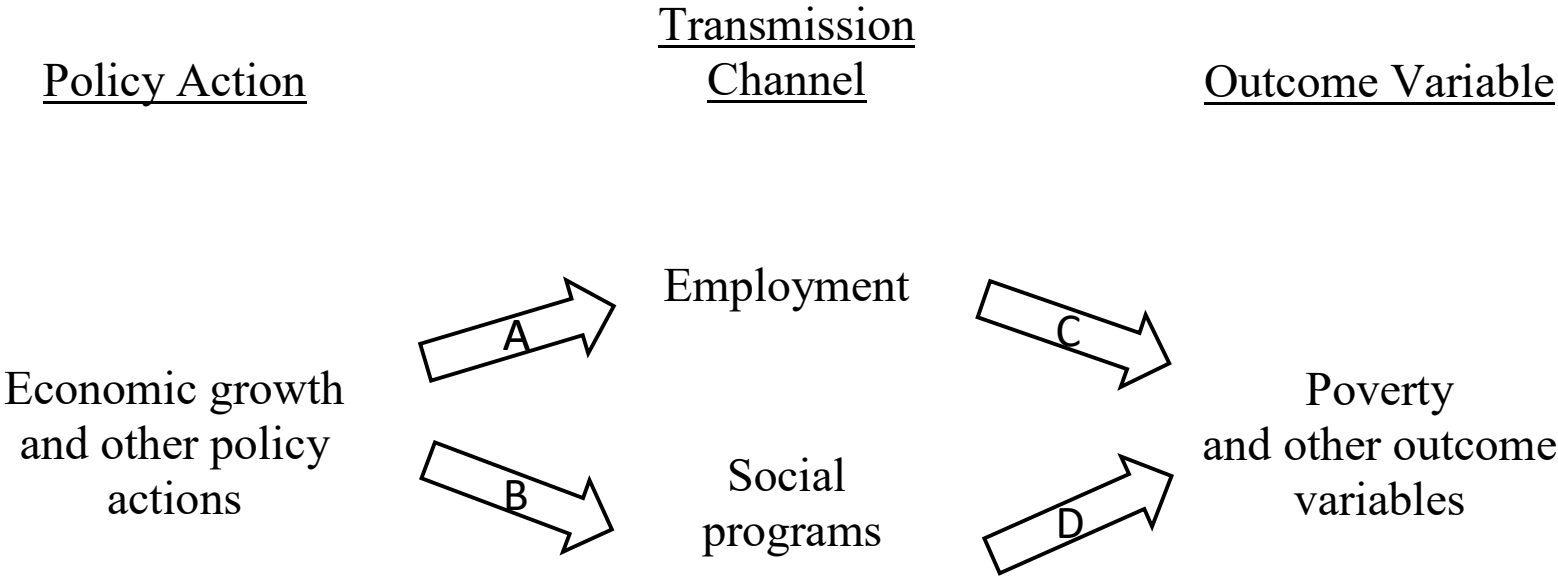 Policy Action
Transmission
Channel
Outcome Variable
Employment
A
C
Economic growth
and other policy
actions
Poverty
and other outcome
variables
B
Social
programs
D